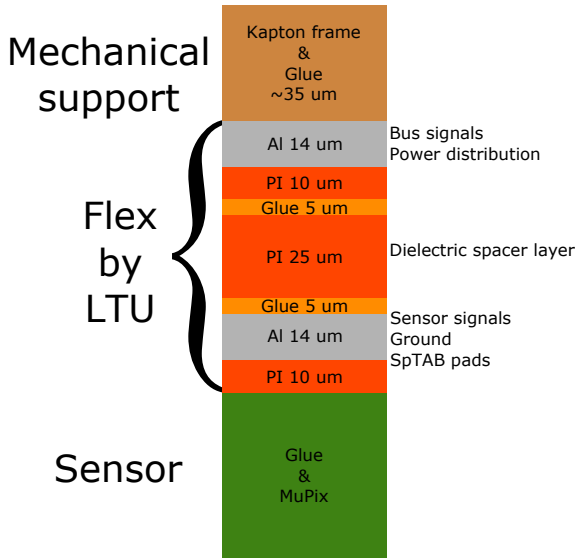 Mechanical
support
Kapton frame
&
Glue
~35 um
Flex
by
LTU
Al 14 um
Bus signals
Power distribution
PI 10 um
Glue 5 um
PI 25 um
Dielectric spacer layer
Glue 5 um
Al 14 um
Sensor signals
Ground
SpTAB pads
PI 10 um
Sensor
Glue
&
MuPix